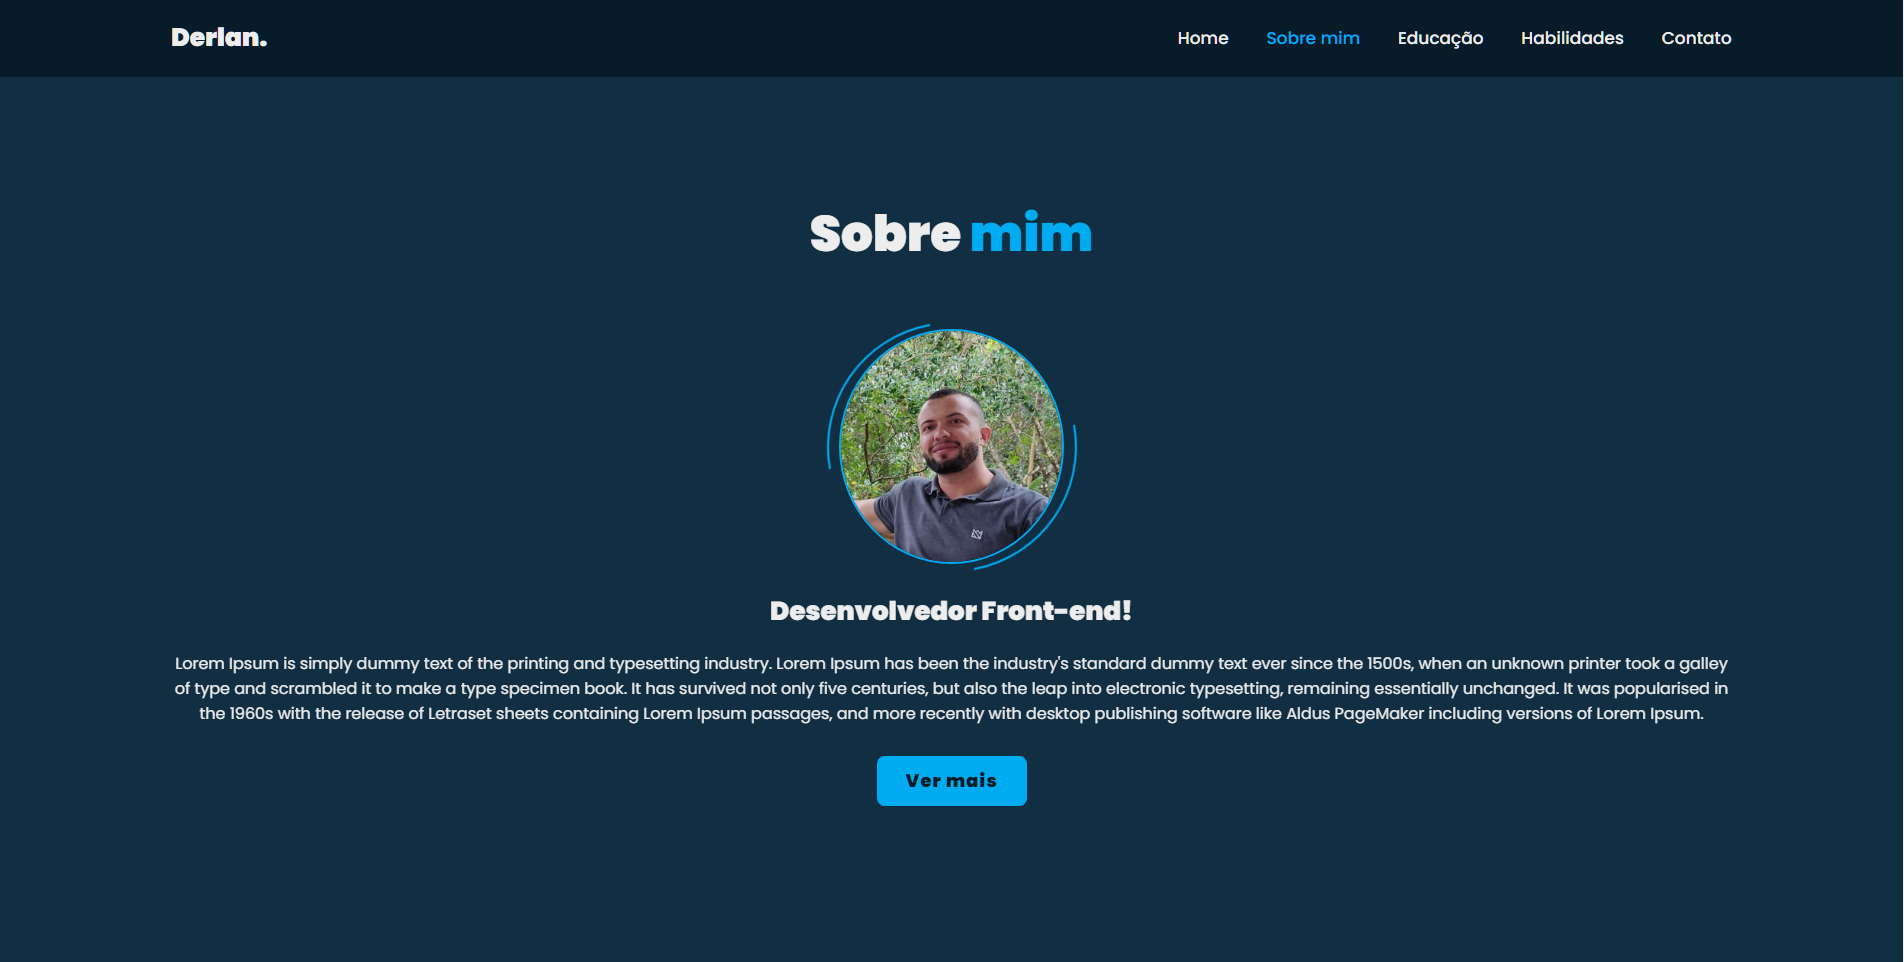 Derlan.
Home Sobre mim Educação Habilidades Contato
Sobre mim
Desenvolvedor Front-end!
Lorem Ipsum is simply dummy text of the printing and typesetting industry. Lorem Ipsum has been the industry's standard dummy text ever since the 1500s, when an unknown printer took a galley
of type and scrambled it to make a type specimen book. It has survived not only five centuries, but also the leap into electronic typesetting, remaining essentially unchanged. It was popularised in
the 1960s with the release of Letraset sheets containing Lorem Ipsum passages, and more recently with desktop publishing software like Aldus PageMaker including versions of Lorem Ipsum.
Ver mais